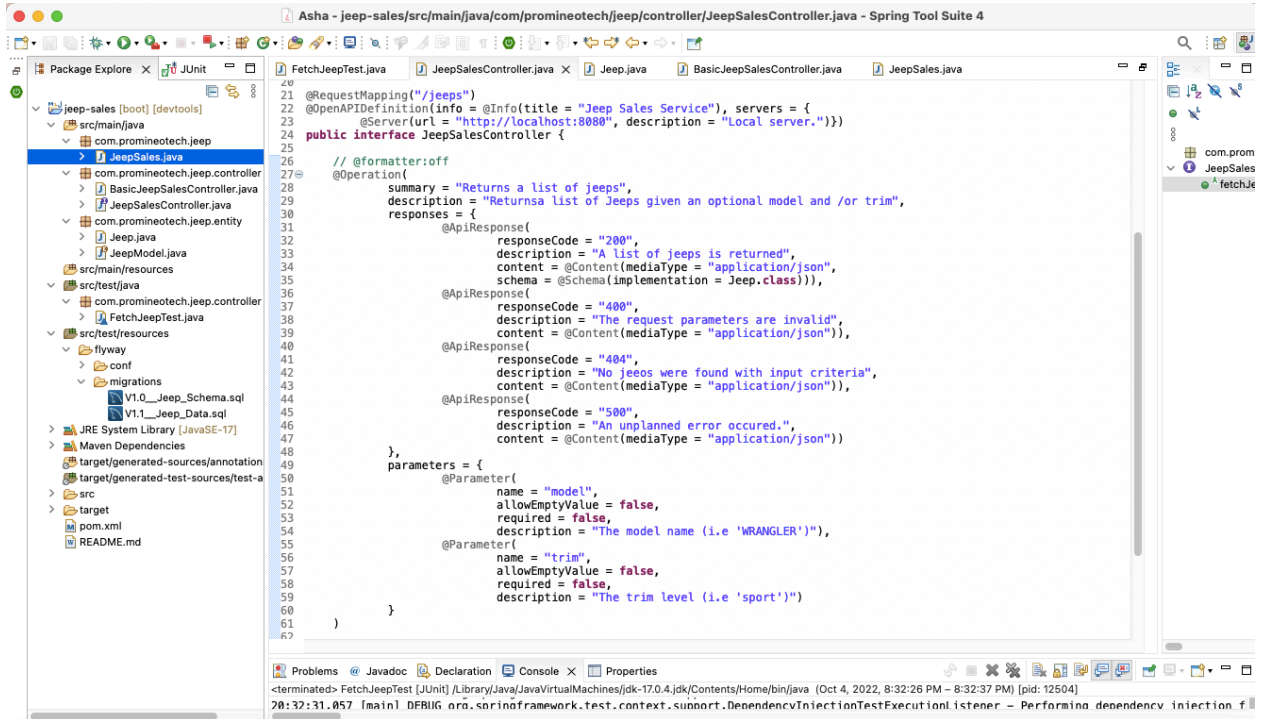 Asha - jeep-sales/src/main/java/com/promineotech/jeep/controller/JeepSalesController.java - Spring Tool Suite 4
Package Explore
JUnit
jeep-sales [boot] [devtools]
src/main/java
com.promineotech.jeep
JeepSales.java
com.promineotech.jeep.controller
BasicJeepSalesController.java
JeepSalesController.java
com.promineotech.jeep.entity
Jeep.java
JeepModel.java
src/main/resources
src/test/java
com.promineotech.jeep.controller
FetchJeepTest.java
src/test/resources
flyway
conf
migrations
V1.0__Jeep_Schema.sql
V1.1__Jeep_Data.sql
JRE System Library [JavaSE-17]
Maven Dependencies
target/generated-sources/annotation
target/generated-test-sources/test-a
src
target
pom.xml
README.md
FetchJeepTest.java
JeepSalesController.java
Jeep.java
BasicJeepSalesController.java
JeepSales.java
20
21 @RequestMapping("/jeeps")
22 @OpenAPIDefinition(info = @Info(title = "Jeep Sales Service"), servers = {
23 @Server(url = "http://localhost:8080", description = "Local server.")})
24 public interface JeepSalesController {
25
26 // @formatter:off
27 @Operation(
28 summary = "Returns a list of jeeps",
29 description = "Returnsa list of Jeeps given an optional model and /or trim",
30 responses = {
31 @ApiResponse(
32 responseCode = "200",
33 description = "A list of jeeps is returned",
34 content = @Content(mediaType = "application/json",
35 schema = @Schema(implementation = Jeep.class))),
36 @ApiResponse(
37 responseCode = "400",
38 description = "The request parameters are invalid",
39 content = @Content(mediaType = "application/json")),
40 @ApiResponse(
41 responseCode = "404",
42 description = "No jeeos were found with input criteria",
43 content = @Content(mediaType = "application/json")),
44 @ApiResponse(
45 responseCode = "500",
46 description = "An unplanned error occured.",
47 content = @Content(mediaType = "application/json"))
48 },
49 parameters = {
50 @Parameter(
51 name = "model",
52 allowEmptyValue = false,
53 required = false,
54 description = "The model name (i.e 'WRANGLER')"),
55 @Parameter(
56 name = "trim",
57 allowEmptyValue = false,
58 required = false,
59 description = "The trim level (i.e 'sport')")
60 }
61 )
62
com.prom
JeepSales
fetchJe
Problems
@ Javadoc
Declaration
Console
Properties
<terminated> FetchJeepTest [JUnit] /Library/Java/JavaVirtualMachines/jdk-17.0.4.jdk/Contents/Home/bin/java (Oct 4, 2022, 8:32:26 PM – 8:32:37 PM) [pid: 12504]
20:32:31.057 [main] DEBUG org.springframework.test.context.support.DependencyInjectionTestExecutionListener - Performing dependency injection f